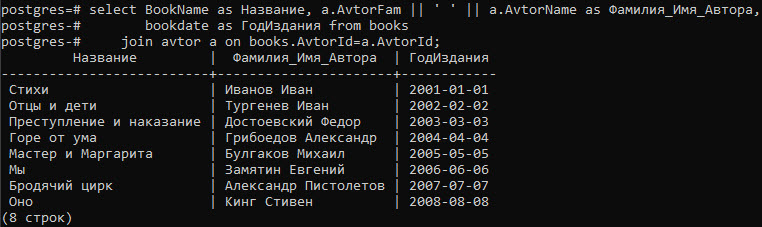 postgres=# select BookName as Название, a.AvtorFam || ' ' || a.AvtorName as Фамилия_Имя_Автора,
postgres-#       bookdate as ГодИздания from books
postgres-#    join avtor a on books.AvtorId=a.AvtorId;
        Название         |  Фамилия_Имя_Автора  | ГодИздания
-------------------------+----------------------+------------
 Стихи                   | Иванов Иван          | 2001-01-01
 Отцы и дети             | Тургенев Иван        | 2002-02-02
 Преступление и наказание | Достоевский Федор    | 2003-03-03
 Горе от ума             | Грибоедов Александр  | 2004-04-04
 Мастер и Маргарита      | Булгаков Михаил      | 2005-05-05
 Мы                      | Замятин Евгений      | 2006-06-06
 Бродячий цирк           | Александр Пистолетов | 2007-07-07
 Оно                     | Кинг Стивен          | 2008-08-08
(8 строк)